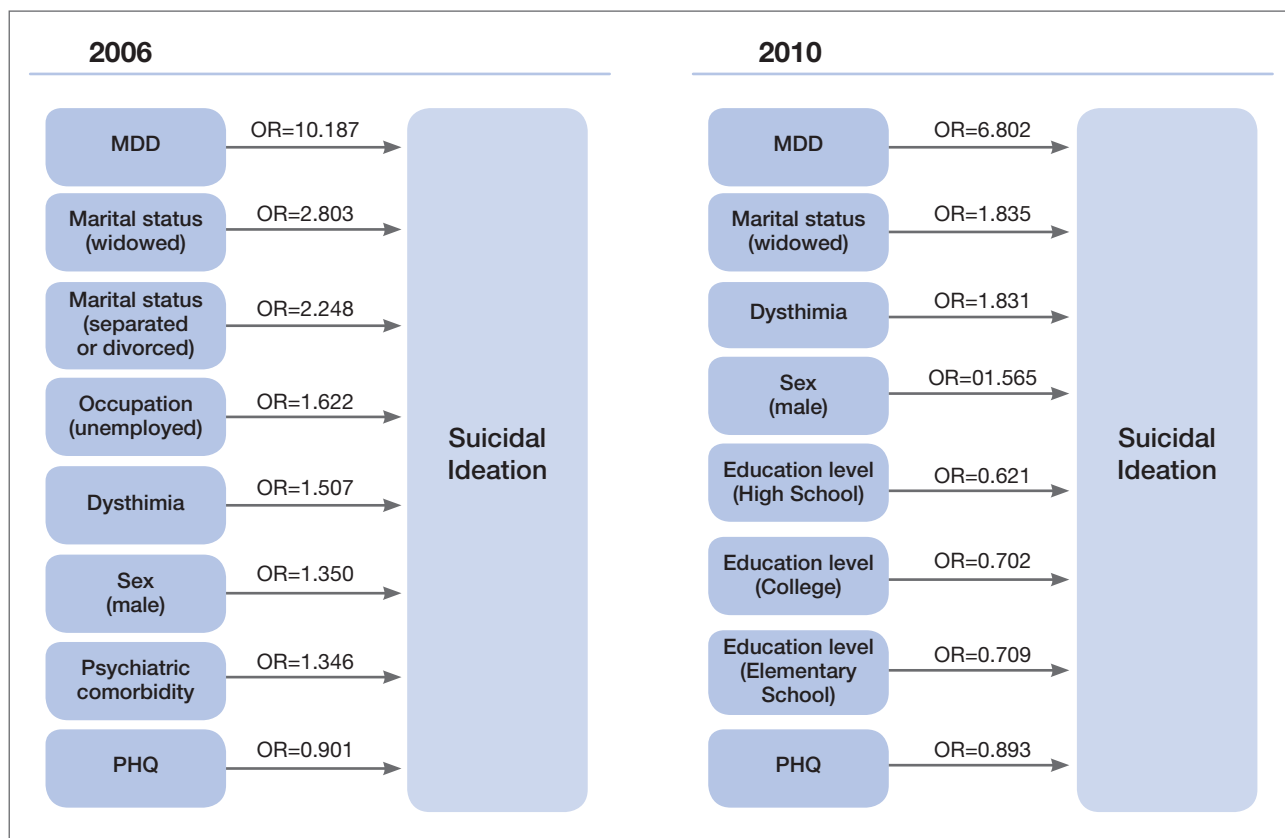 2006
MDD
OR=10.187
Marital status
(widowed)
OR=2.803
Marital status
(separated
or divorced)
OR=2.248
Occupation
(unemployed)
OR=1.622
Dysthimia
OR=1.507
Sex
(male)
OR=1.350
Psychiatric
comorbidity
OR=1.346
PHQ
OR=0.901
Suicidal
Ideation
2010
MDD
OR=6.802
Marital status
(widowed)
OR=1.835
Dysthimia
OR=1.831
Sex
(male)
OR=01.565
Education level
(High School)
OR=0.621
Education level
(College)
OR=0.702
Education level
(Elementary
School)
OR=0.709
PHQ
OR=0.893
Suicidal
Ideation